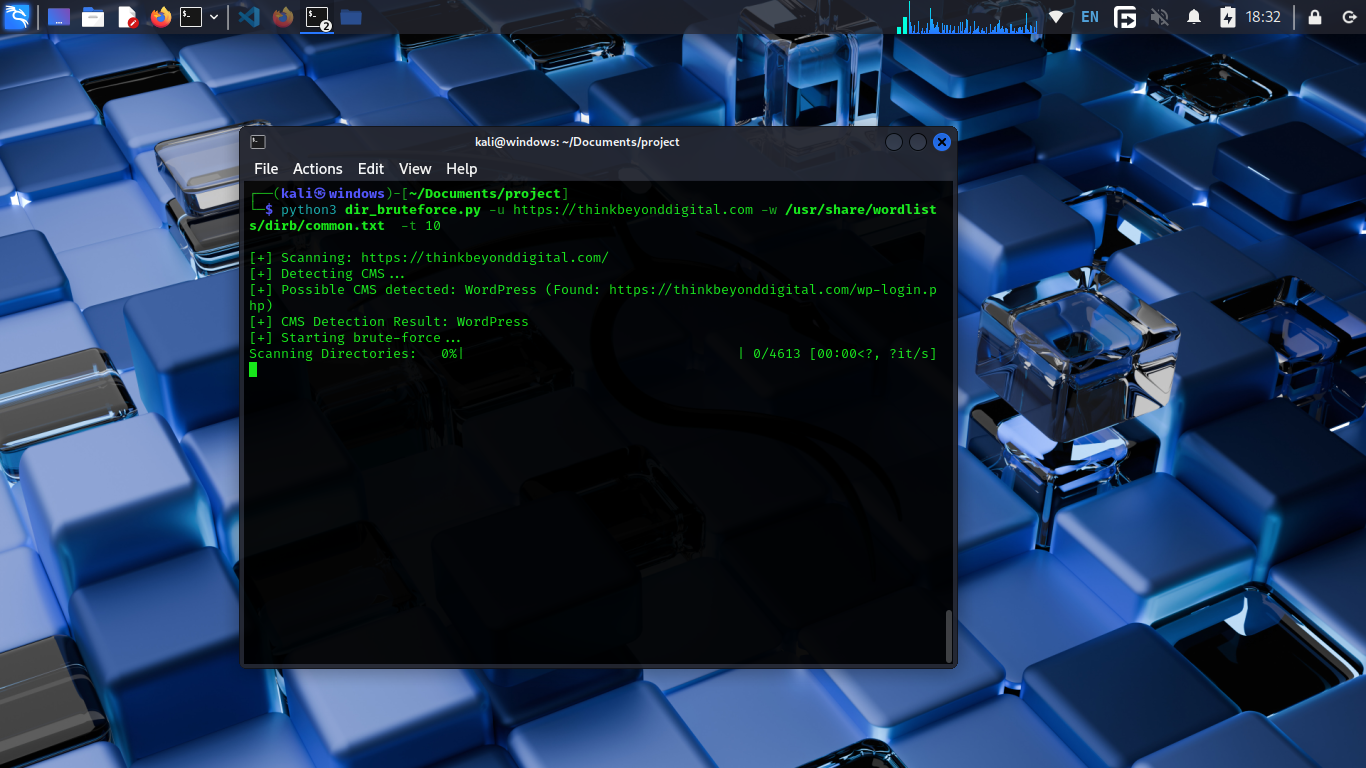 EN
18:32
2
kali@windows: ~/Documents/project
File Actions Edit View Help
┌──(kali㉿windows)-[~/Documents/project]
└─$ python3 dir_bruteforce.py -u https://thinkbeyonddigital.com -w /usr/share/wordlist
s/dirb/common.txt  -t 10
[+] Scanning: https://thinkbeyonddigital.com/
[+] Detecting CMS...
[+] Possible CMS detected: WordPress (Found: https://thinkbeyonddigital.com/wp-login.p
hp)
[+] CMS Detection Result: WordPress
[+] Starting brute-force...
Scanning Directories:   0%|                                  | 0/4613 [00:00<?, ?it/s]